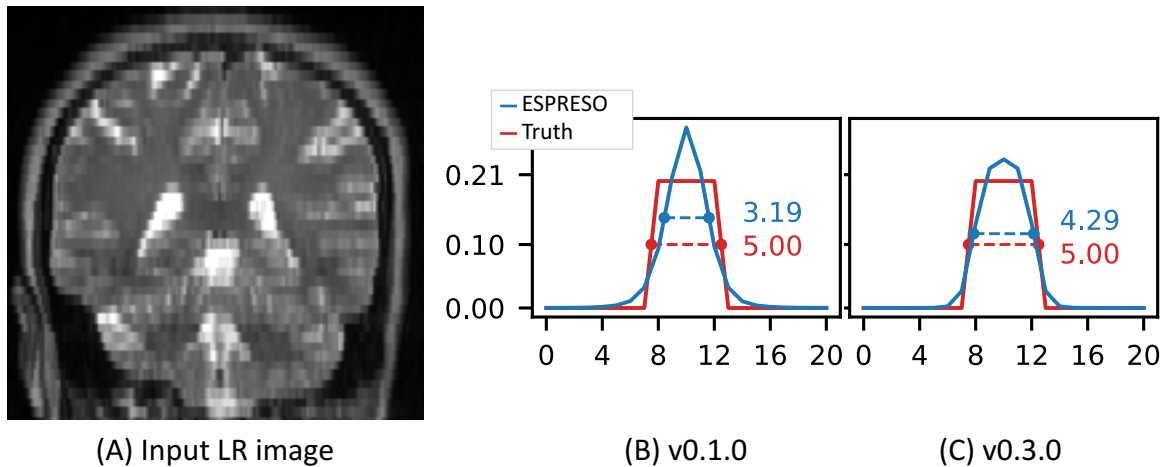 ESPRESO
Truth
0.21
0.10
0.00
3.19
5.00
4.29
5.00
0 4 8 12 16 20
0 4 8 12 16 20
(A) Input LR image
(B) v0.1.0
(C) v0.3.0